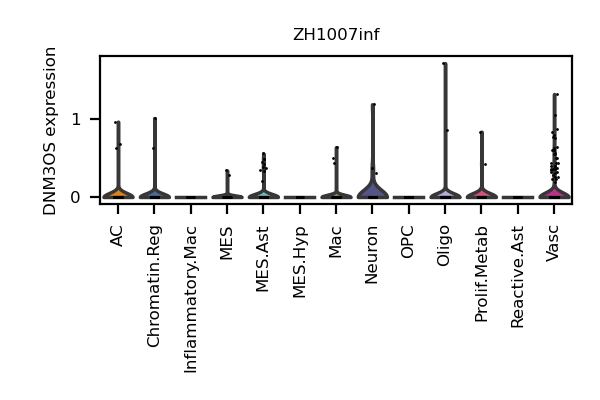 ZH1007inf
DNM3OS expression
1
0
AC
Chromatin.Reg
Inflammatory.Mac
MES
MES.Ast
MES.Hyp
Mac
Neuron
OPC
Oligo
Prolif.Metab
Reactive.Ast
Vasc